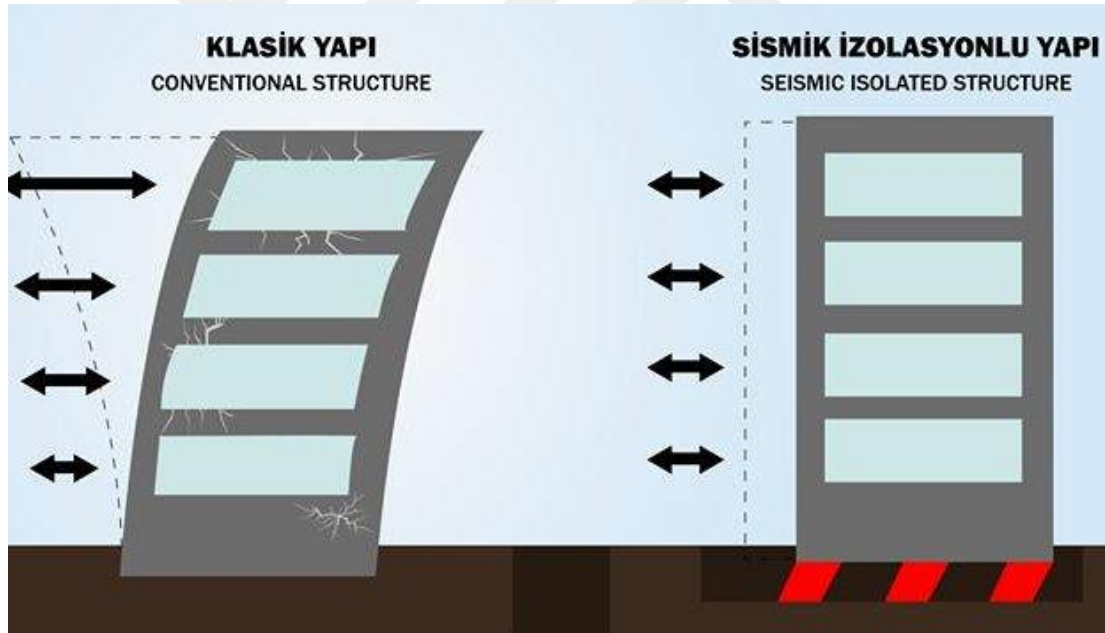 KLASİK YAPI
CONVENTIONAL STRUCTURE
SİSMİK İZOLASYONLU YAPI
SEISMIC ISOLATED STRUCTURE